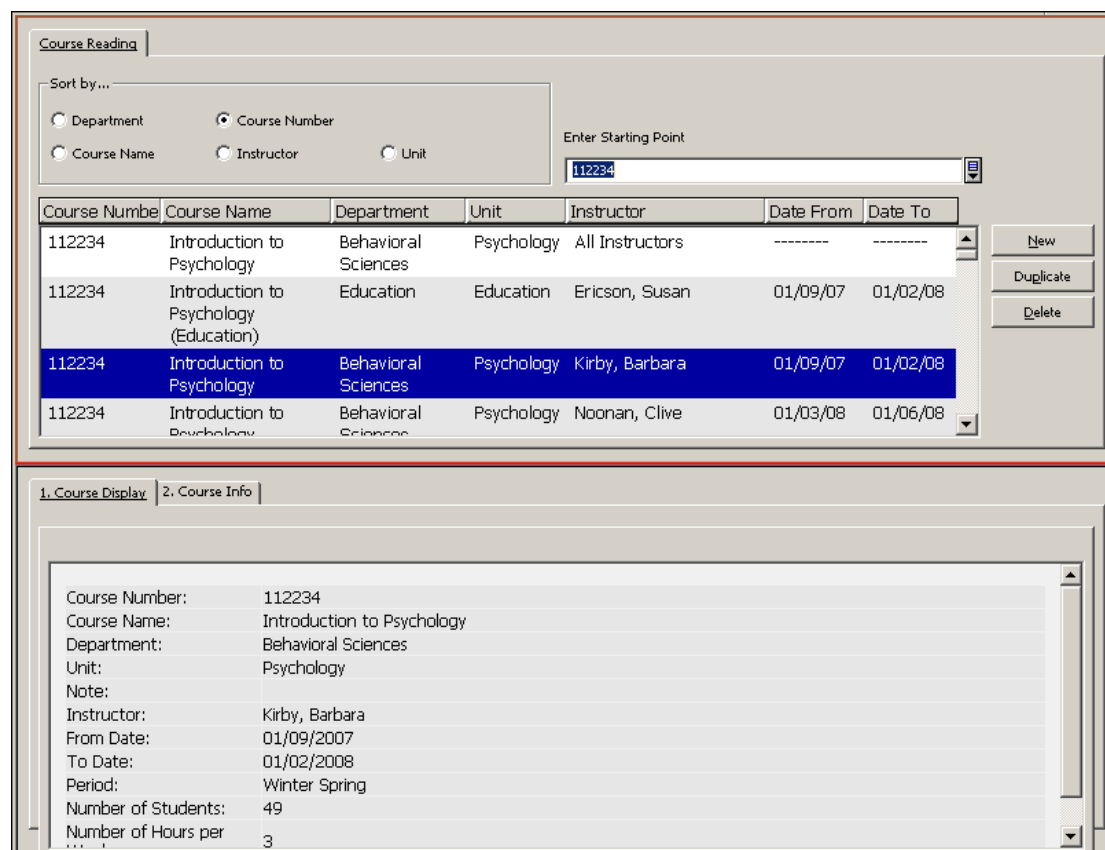 Course Reading
Sort by...
Department Course Number
Course Name Instructor Unit
Enter Starting Point
112234
Course Numbe Course Name Department Unit Instructor Date From Date To
112234 Introduction to Behavioral Psychology All Instructors -------- --------
Psychology Sciences
112234 Introduction to Education Education Ericson, Susan 01/09/07 01/02/08
Psychology
(Education)
112234 Introduction to Behavioral Psychology Kirby, Barbara 01/09/07 01/02/08
Psychology Sciences
112234 Introduction to Behavioral Psychology Noonan, Clive 01/03/08 01/06/08
Psychology Sciences
New
Duplicate
Delete
1. Course Display 2. Course Info
Course Number: 112234
Course Name: Introduction to Psychology
Department: Behavioral Sciences
Unit: Psychology
Note:
Instructor: Kirby, Barbara
From Date: 01/09/2007
To Date: 01/02/2008
Period: Winter Spring
Number of Students: 49
Number of Hours per
3